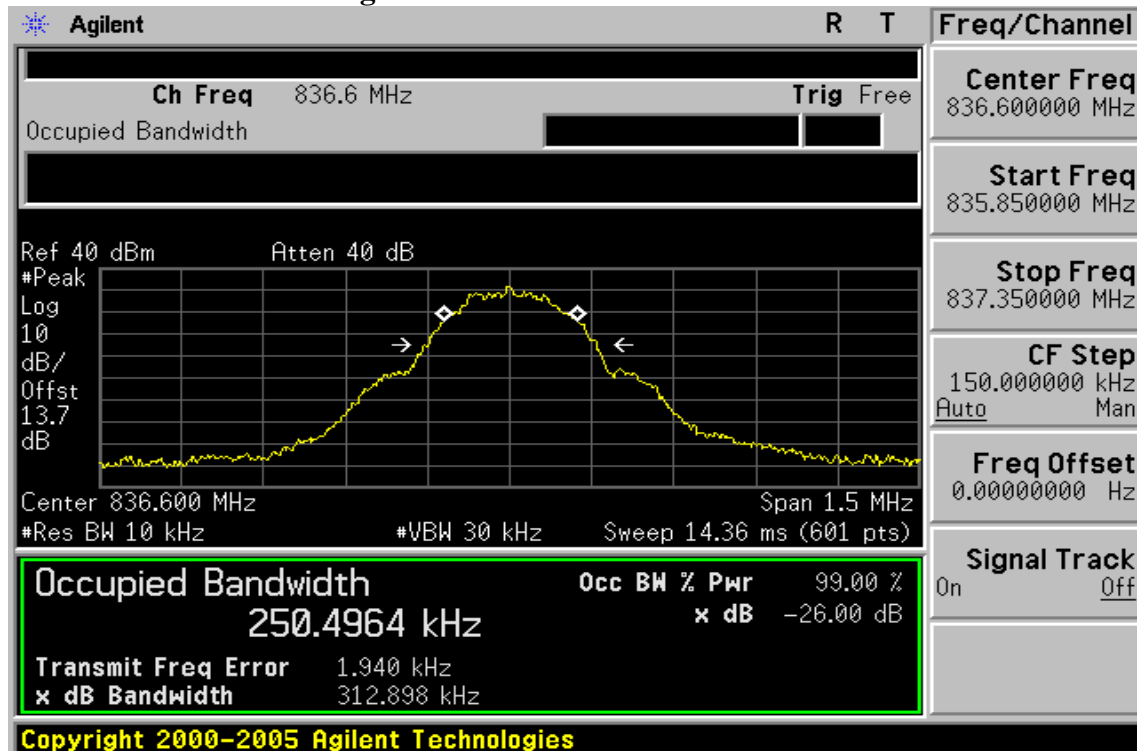 Agilent R T
Freq/Channel
Ch Freq 836.6 MHz Trig Free
Occupied Bandwidth
Ref 40 dBm Atten 40 dB
#Peak
Log
10
dB/
Offst
13.7
dB
Center 836.600 MHz Span 1.5 MHz
#Res BW 10 kHz #VBW 30 kHz Sweep 14.36 ms (601 pts)
Occupied Bandwidth
250.4964 kHz
Occ BW % Pwr 99.00 %
x dB -26.00 dB
Transmit Freq Error 1.940 kHz
x dB Bandwidth 312.898 kHz
Center Freq
836.600000 MHz
Start Freq
835.850000 MHz
Stop Freq
837.350000 MHz
CF Step
150.000000 kHz
Auto Man
Freq Offset
0.00000000 Hz
Signal Track
On Off
Copyright 2000-2005 Agilent Technologies